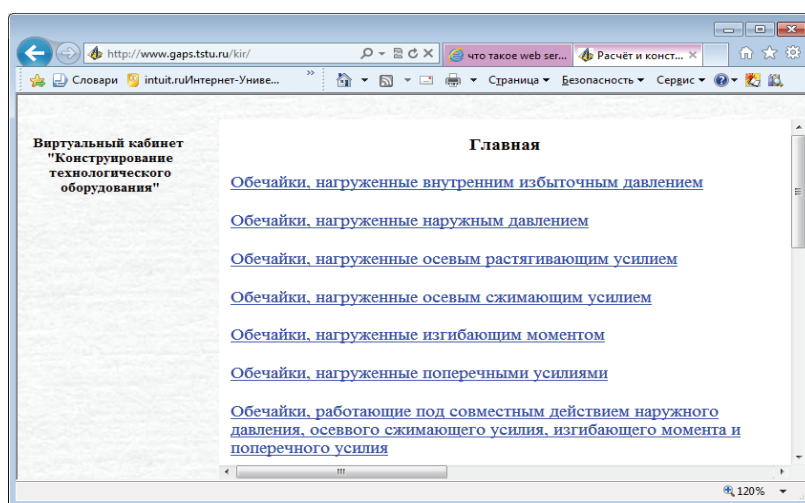 http://www.gaps.tstu.ru/kir/
что такое web ser...
Расчёт и конст...
Словари
intuit.ruИнтернет-Униве...
Страница
Безопасность
Сервис
Виртуальный кабинет
"Конструирование
технологического
оборудования"
Главная
Обечайки, нагруженные внутренним избыточным давлением
Обечайки, нагруженные наружным давлением
Обечайки, нагруженные осевым растягивающим усилием
Обечайки, нагруженные осевым сжимающим усилием
Обечайки, нагруженные изгибающим моментом
Обечайки, нагруженные поперечными усилиями
Обечайки, работающие под совместным действием наружного
давления, осеввого сжимающего усилия, изгибающего момента и
поперечного усилия
120%